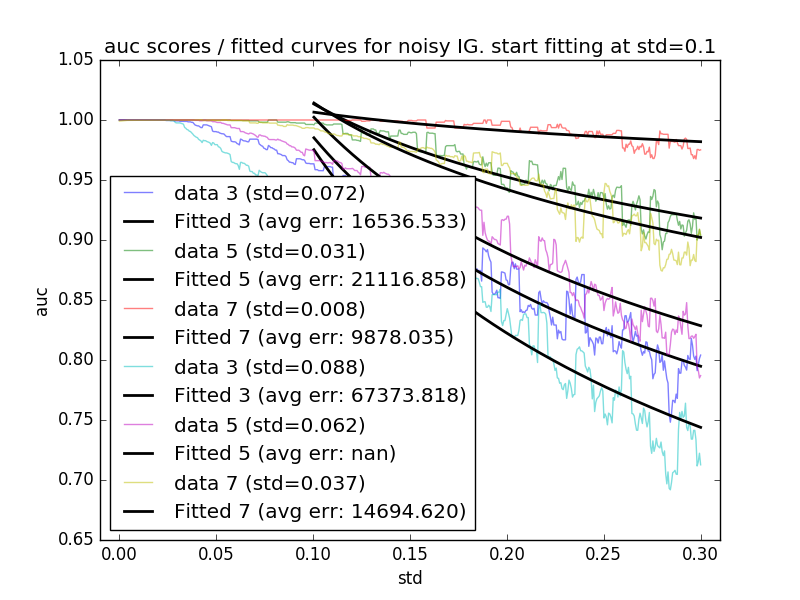 auc scores / fitted curves for noisy IG. start fitting at std=0.1
1.05
1.00
0.95
0.90
0.85
0.80
0.75
0.70
0.65
auc
data 3 (std=0.072)
Fitted 3 (avg err: 16536.533)
data 5 (std=0.031)
Fitted 5 (avg err: 21116.858)
data 7 (std=0.008)
Fitted 7 (avg err: 9878.035)
data 3 (std=0.088)
Fitted 3 (avg err: 67373.818)
data 5 (std=0.062)
Fitted 5 (avg err: nan)
data 7 (std=0.037)
Fitted 7 (avg err: 14694.620)
0.00 0.05 0.10 0.15 0.20 0.25 0.30
std